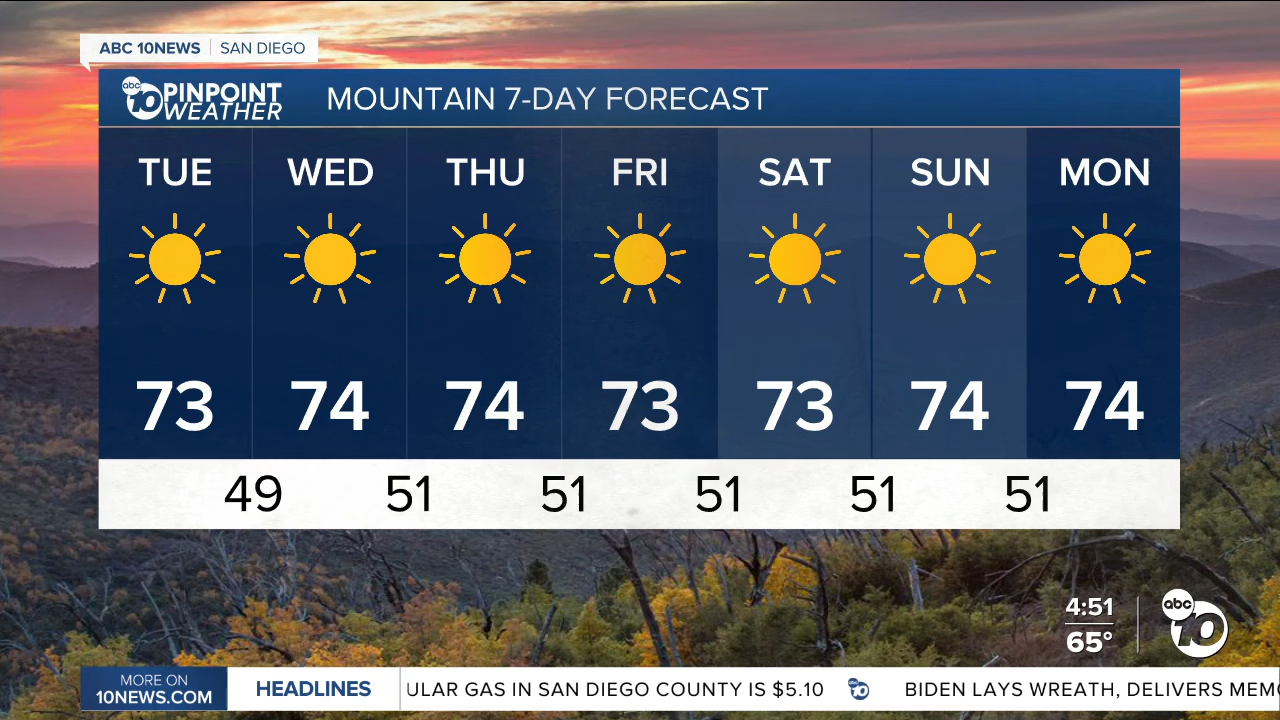 ABC 10NEWS | SAN DIEGO
abc 10 PINPOINT WEATHER
MOUNTAIN 7-DAY FORECAST
TUE WED THU FRI SAT SUN MON
73 74 74 73 73 74 74
49 51 51 51 51 51
4:51
65°
abc 10
MORE ON
10NEWS.COM
HEADLINES
ULAR GAS IN SAN DIEGO COUNTY IS $5.10 abc 10 BIDEN LAYS WREATH, DELIVERS MEM